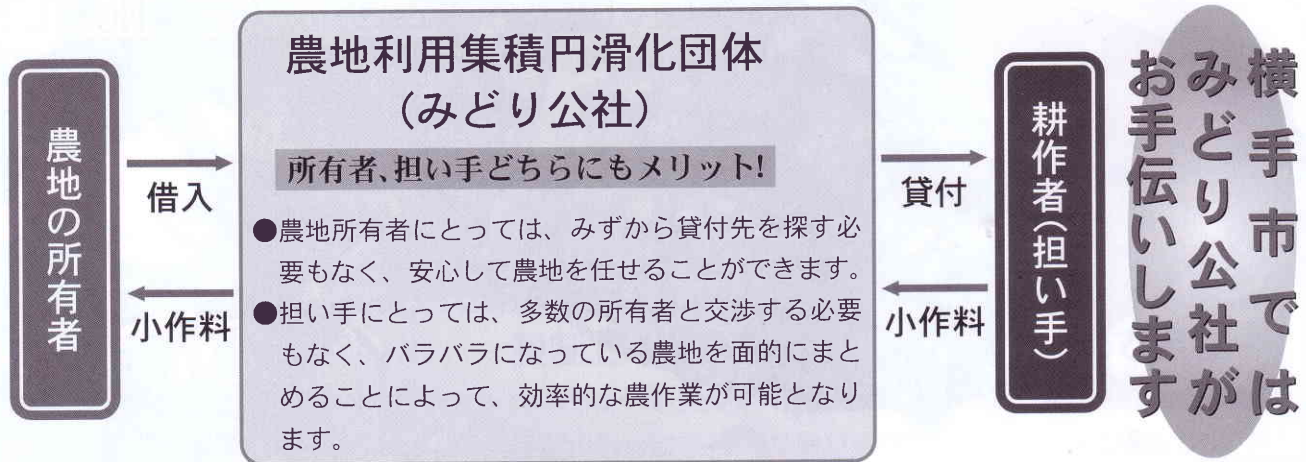 横手市では
みどり公社が
お手伝いします
農地の所有者
借入
小作料
農地利用集積円滑化団体
(みどり公社)
所有者、担い手どちらにもメリット!
●農地所有者にとっては、みずから貸付先を探す必
要もなく、安心して農地を任せることができます。
●担い手にとっては、多数の所有者と交渉する必要
もなく、バラバラになっている農地を面的にまと
めることによって、効率的な農作業が可能となり
ます。
貸付
小作料
耕作者(担い手)